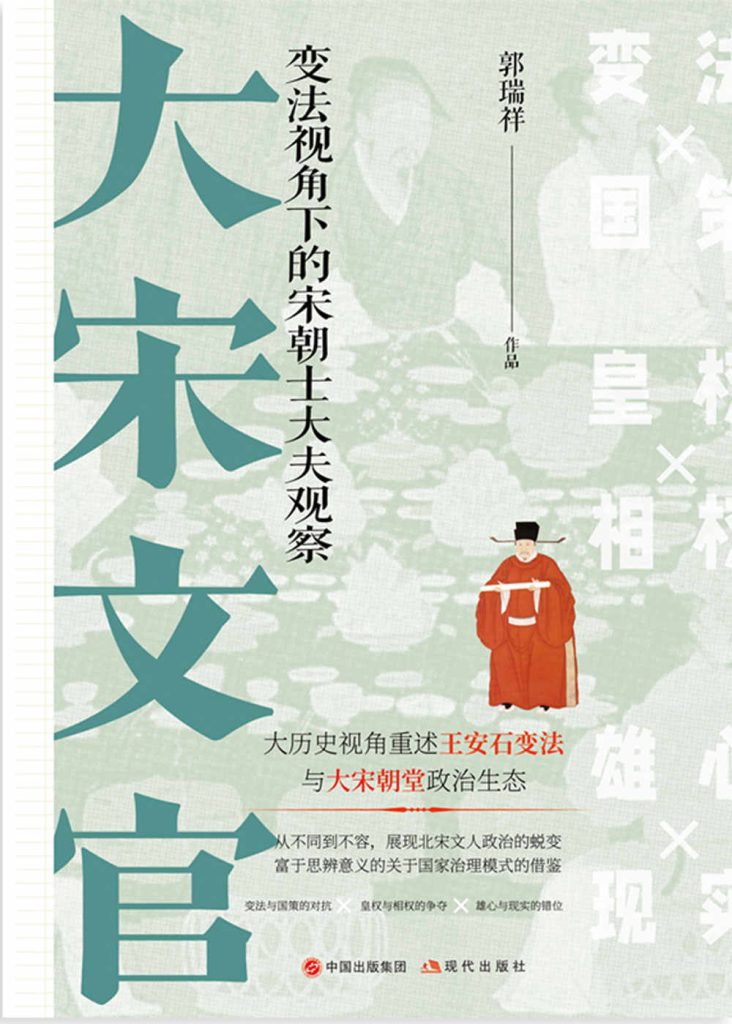 大宋文官
变法视角下的宋朝士大夫观察
郭瑞祥
作品
变法
×
国策
皇权
×
相权
雄心
×
现实
大历史视角重述王安石变法
与大宋朝堂政治生态
从不同到不容，展现北宋文人政治的蜕变
富于思辨意义的关于国家治理模式的借鉴
变法与国策的对抗 × 皇权与相权的争夺 × 雄心与现实的错位
中国出版集团 现代出版社